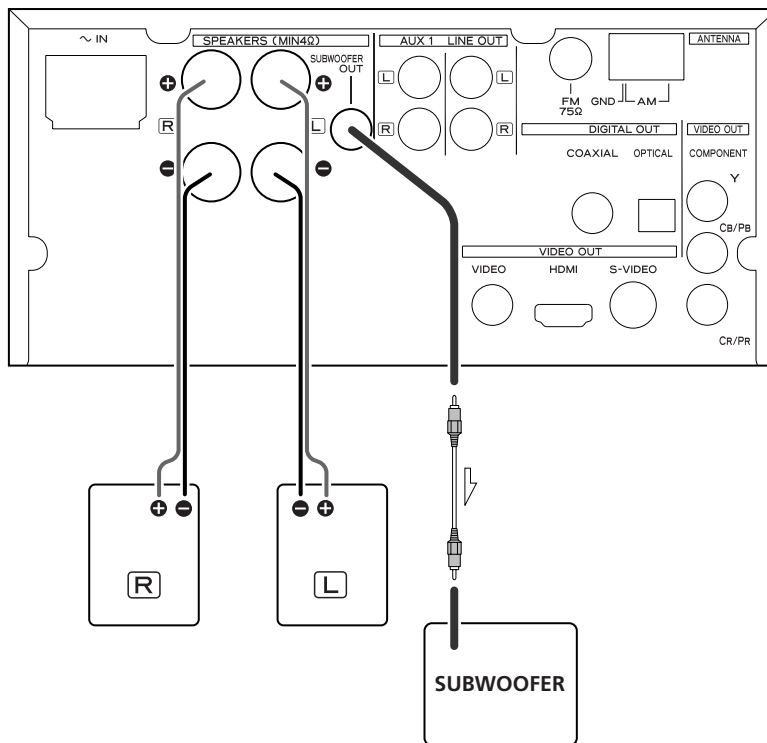 ∼ IN
SPEAKERS (MIN4Ω)
SUBWOOFER
OUT
+
+
R
L
−
−
AUX 1 LINE OUT
L
L
R
R
ANTENNA
FM
75Ω
GND
AM
DIGITAL OUT
COAXIAL
OPTICAL
VIDEO OUT
COMPONENT
Y
CB/PB
CR/PR
VIDEO OUT
VIDEO
HDMI
S-VIDEO
+ −
R
− +
L
SUBWOOFER